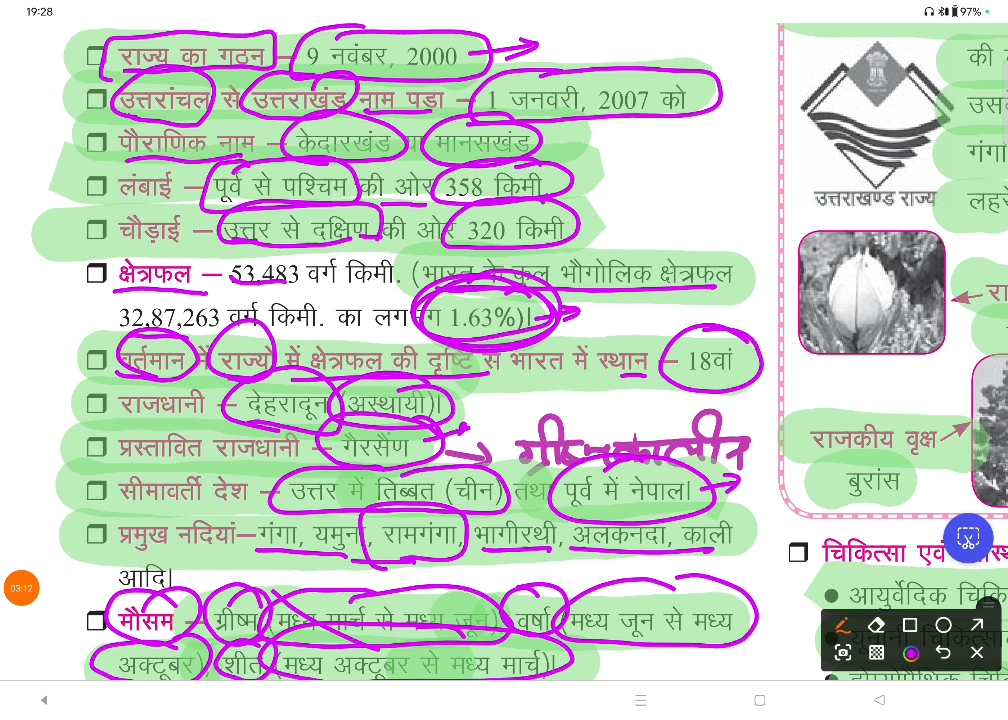 19:28
97%
❒ राज्य का गठन – 9 नवंबर, 2000
❒ उत्तरांचल से उत्तराखंड नाम पडा – 1 जनवरी, 2007 को
❒ पौराणिक नाम – केदारखंड या मानसखंड
❒ लंबाई – पूर्व से पश्चिम की ओर 358 किमी.
❒ चौड़ाई – उत्तर से दक्षिण की ओर 320 किमी
❒ क्षेत्रफल – 53,483 वर्ग किमी. (भारत के कुल भौगोलिक क्षेत्रफल
32,87,263 वर्ग किमी. का लगभग 1.63%)।
❒ वर्तमान में राज्यों में क्षेत्रफल की दृष्टि से भारत में स्थान – 18वां
❒ राजधानी – देहरादून (अस्थायी)।
❒ प्रस्तावित राजधानी – गैरसैंण
❒ सीमावर्ती देश – उत्तर में तिब्बत (चीन) तथा पूर्व में नेपाल।
❒ प्रमुख नदियां–गंगा, यमुना, रामगंगा, भागीरथी, अलकनंदा, काली
आदि।
❒ मौसम – ग्रीष्म (मध्य मार्च से मध्य जून), वर्षा (मध्य जून से मध्य
अक्टूबर), शीत (मध्य अक्टूबर से मध्य मार्च)।
03:12
की
गंगा
उत्तराखण्ड राज्य
राजकीय वृक्ष
बुरांस
❒ चिकित्सा एवं
● आयुर्वेदिक